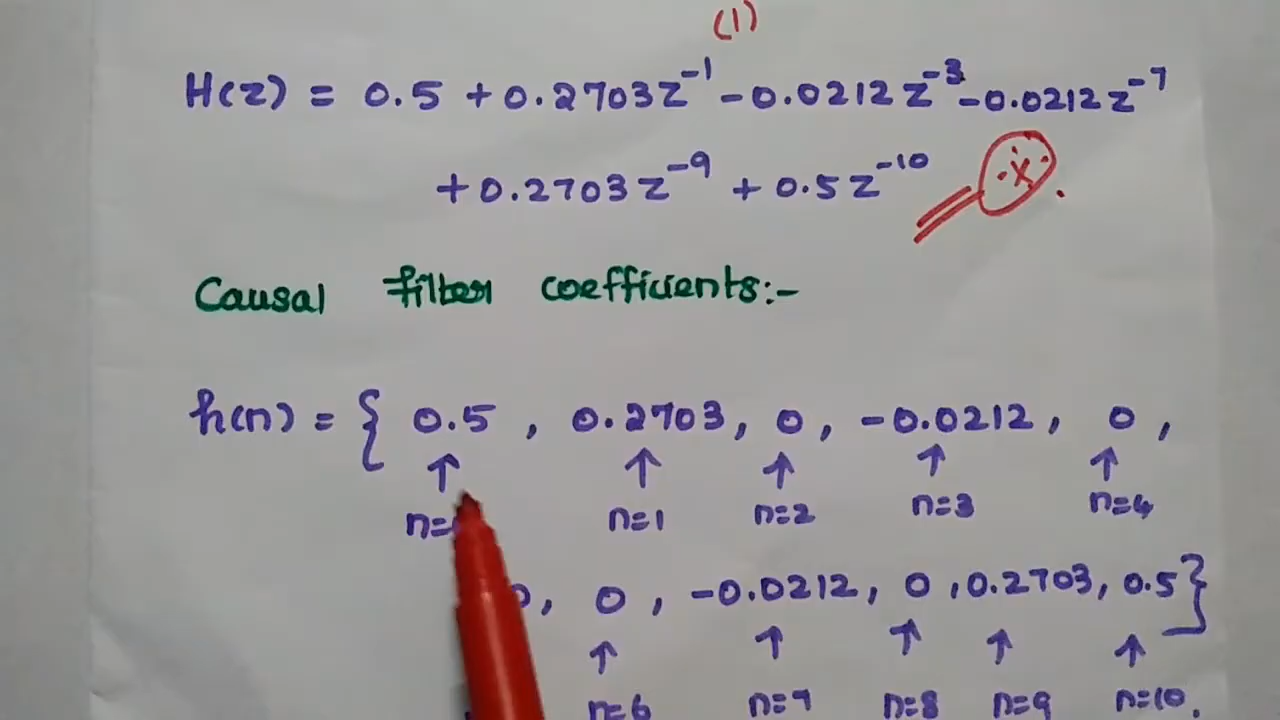 (1)
H(z) = 0.5 + 0.2703z⁻¹ - 0.0212z⁻³ - 0.0212z⁻⁷
+ 0.2703z⁻⁹ + 0.5z⁻¹⁰
Causal filter coefficients:-
h(n) = { 0.5 , 0.2703, 0 , -0.0212 , 0 ,
↑ ↑ ↑ ↑ ↑
n= n=1 n=2 n=3 n=4
, 0 , -0.0212 , 0 , 0.2703 , 0.5 }
↑ ↑ ↑ ↑ ↑
n=6 n=7 n=8 n=9 n=10.